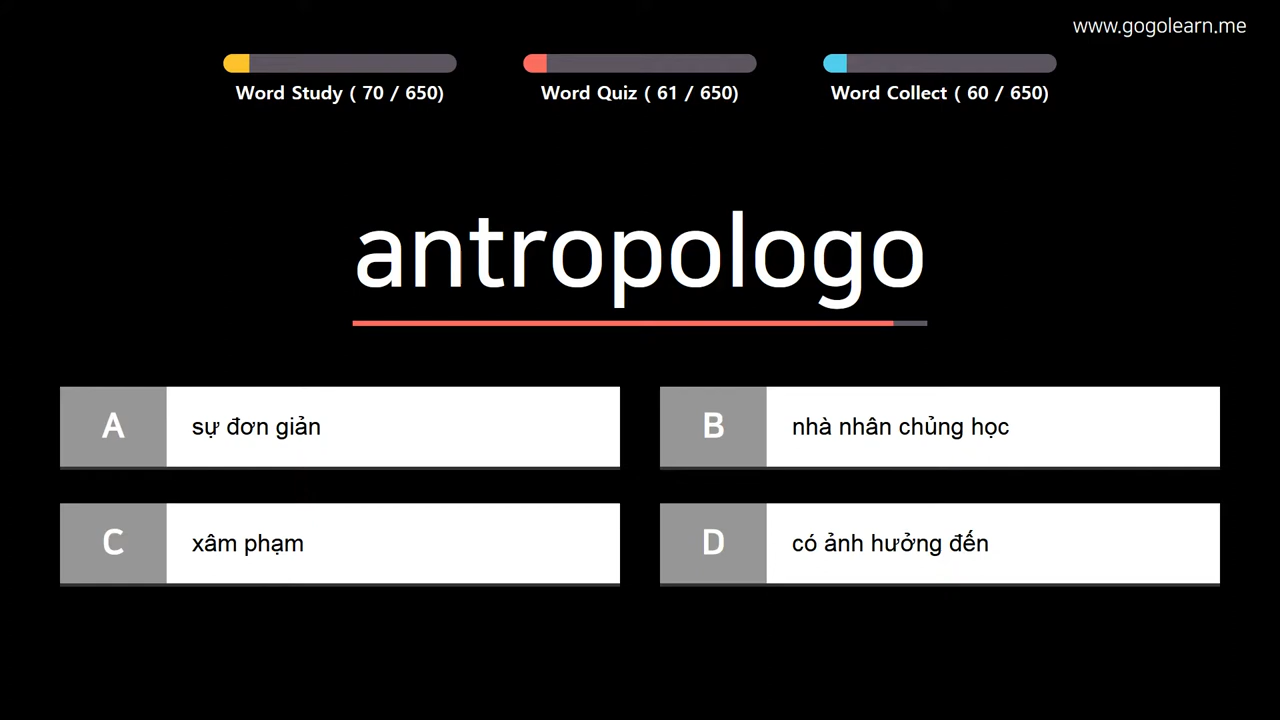 www.gogolearn.me
Word Study ( 70 / 650)
Word Quiz ( 61 / 650)
Word Collect ( 60 / 650)
antropologo
A sự đơn giản
B nhà nhân chủng học
C xâm phạm
D có ảnh hưởng đến